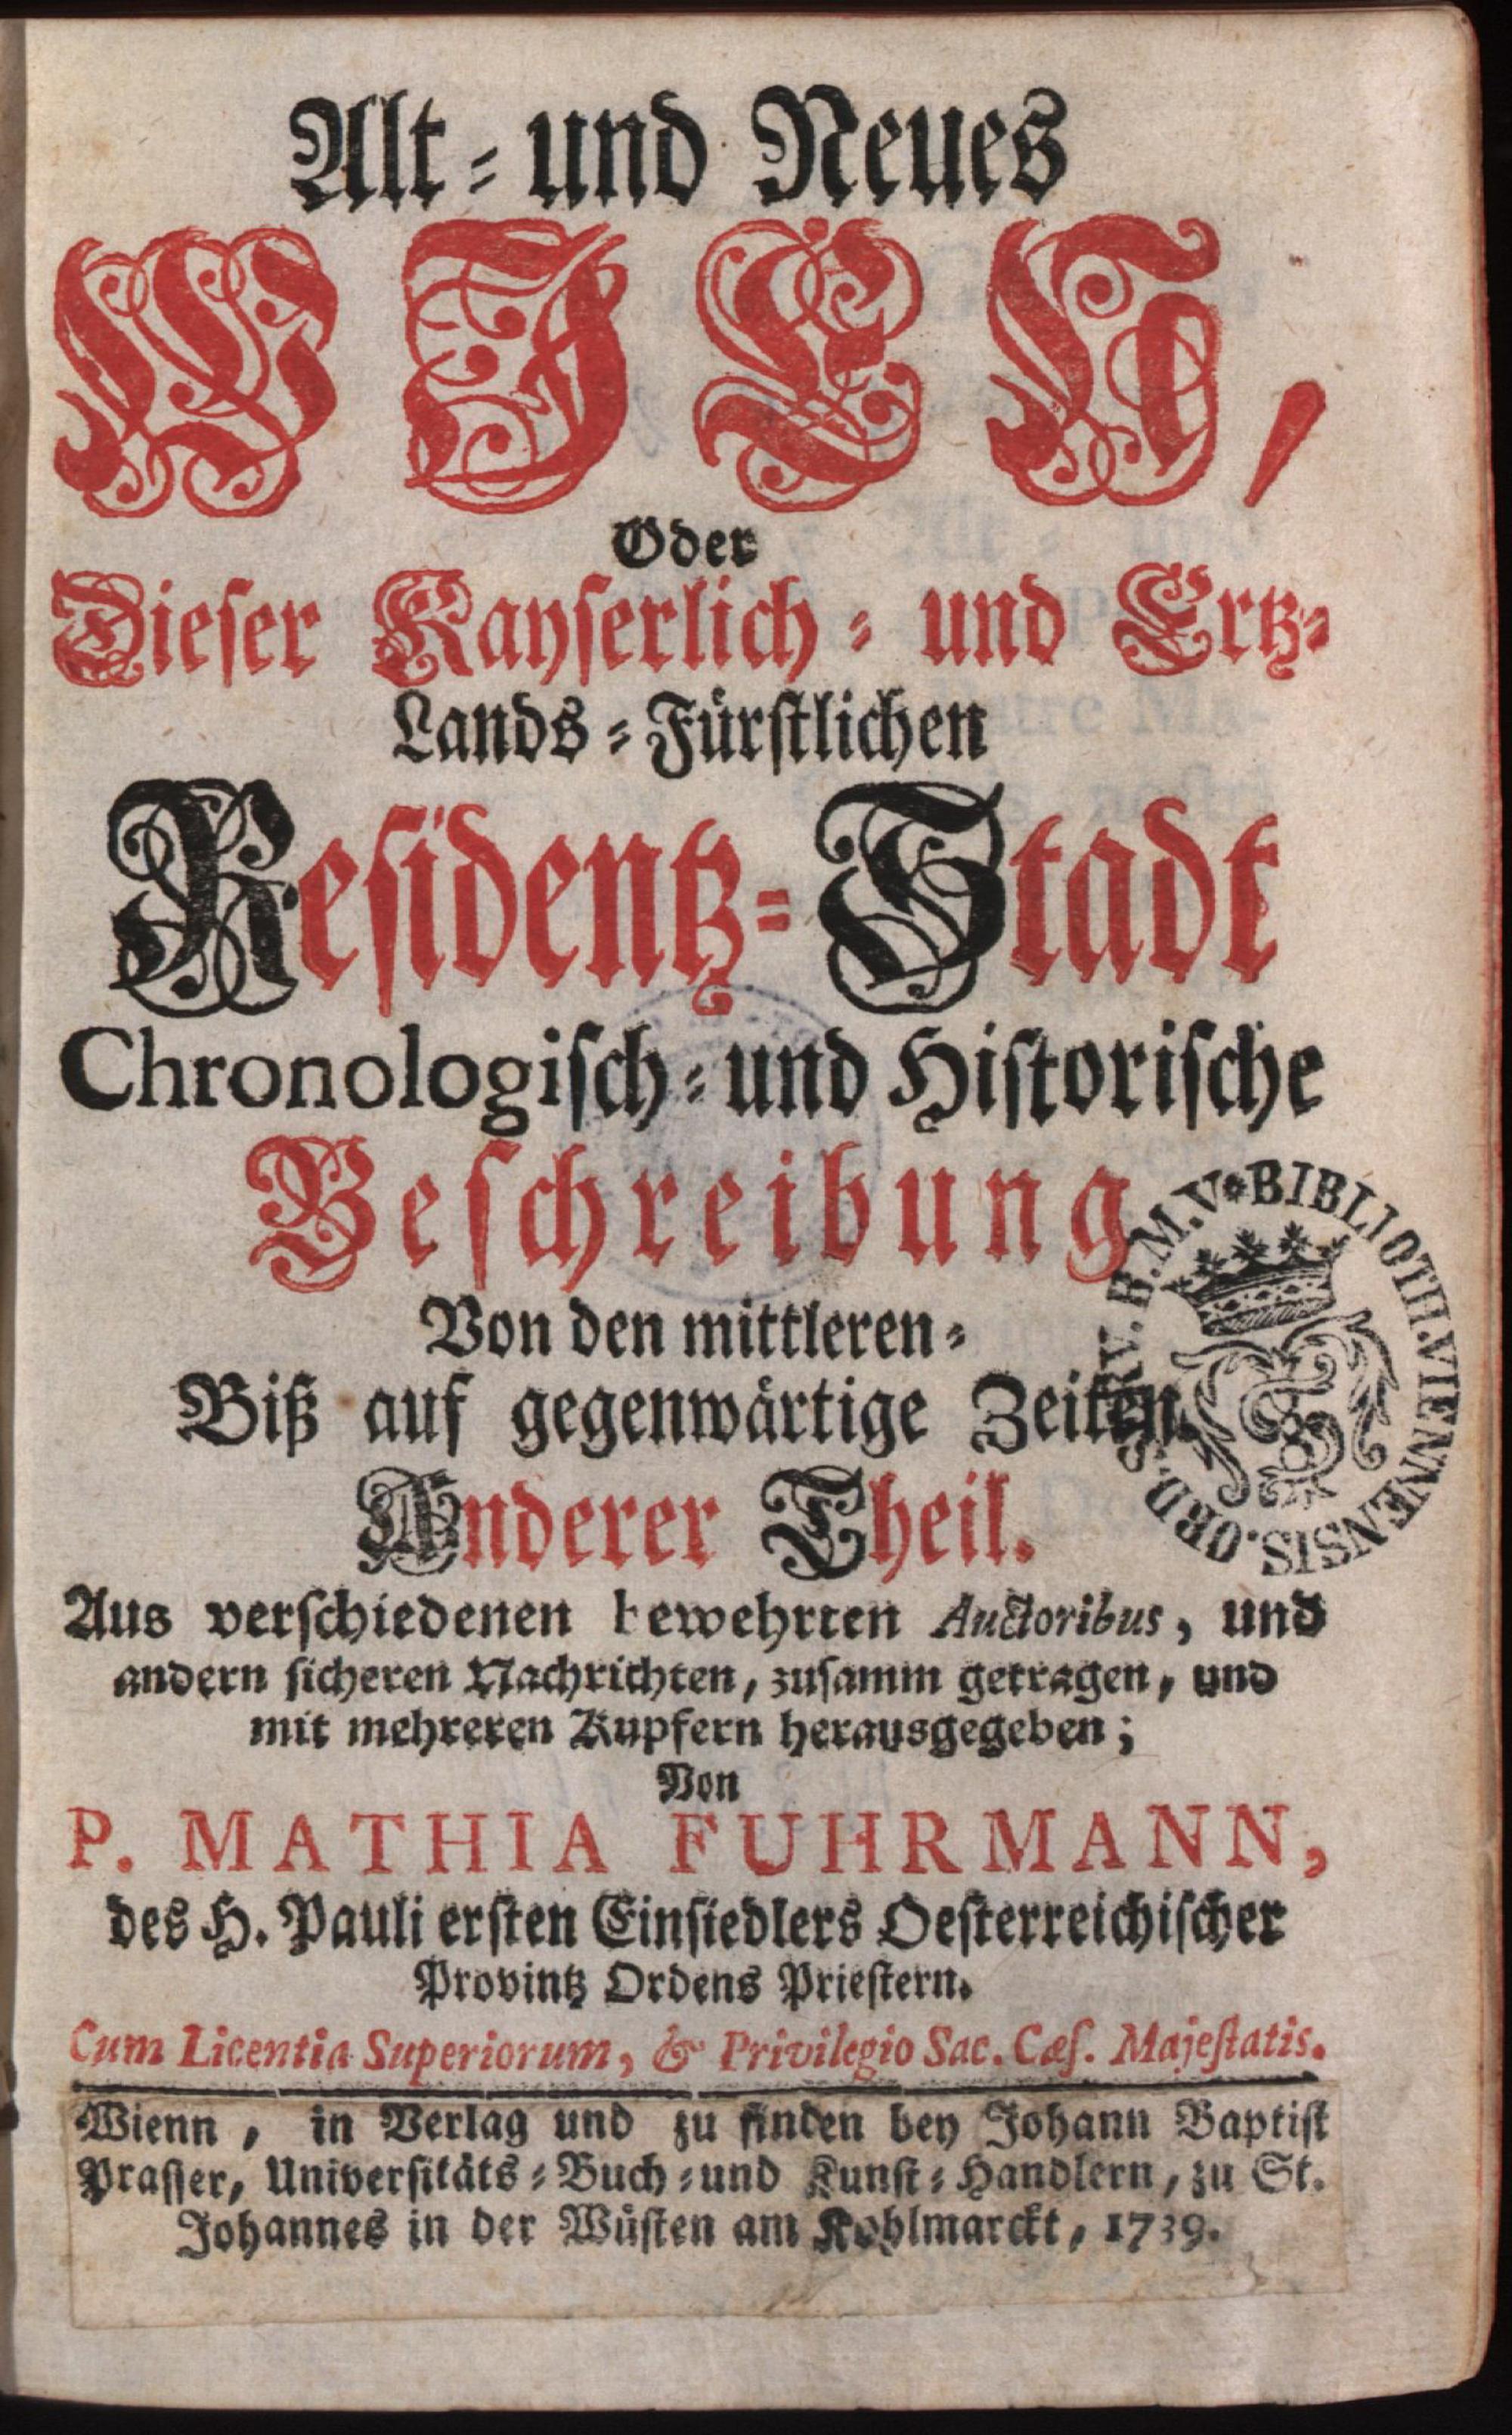 Alt- und Neues
WIEN,
Oder
Dieser Kayserlich- und Ertz-
Lands-Fürstlichen
Residentz-Stadt
Chronologisch- und Historische
Beschreibung
Von den mittleren-
Biß auf gegenwärtige Zeiten.
Anderer Theil.
Aus verschiedenen bewehrten Auctoribus, und
andern sicheren Nachrichten, zusamm getragen, und
mit mehreren Kupfern herausgegeben;
Von
P. MATHIA FUHRMANN,
des H. Pauli ersten Einsiedlers Oesterreichischer
Provintz Ordens Priestern.
Cum Licentia Superiorum, & Privilegio Sac. Cæs. Majestatis.
Wienn, in Verlag und zu finden bey Johann Baptist
Prasser, Universitäts-Buch- und Kunst-Handlern, zu St.
Johannes in der Wüsten am Kohlmarckt, 1739.
BIBLIOTH. VIENNENSIS. ORD. SERV. B. M. V.